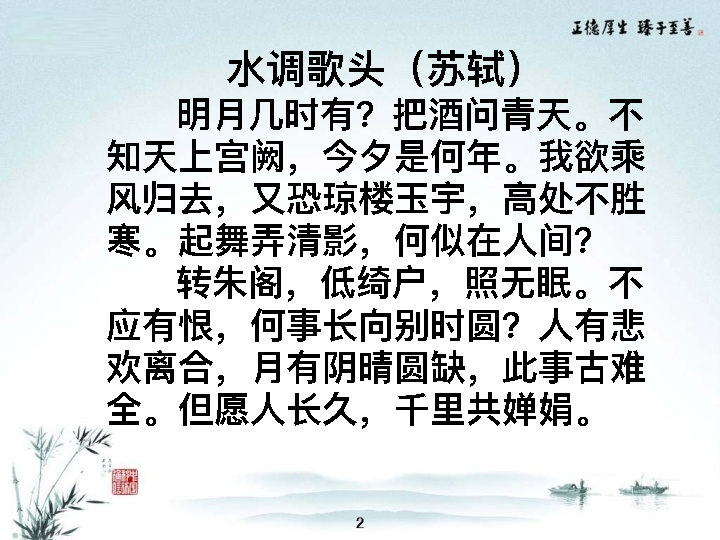 正德厚生 臻于至善
水调歌头（苏轼）
明月几时有？把酒问青天。不
知天上宫阙，今夕是何年。我欲乘
风归去，又恐琼楼玉宇，高处不胜
寒。起舞弄清影，何似在人间？
转朱阁，低绮户，照无眠。不
应有恨，何事长向别时圆？人有悲
欢离合，月有阴晴圆缺，此事古难
全。但愿人长久，千里共婵娟。
2